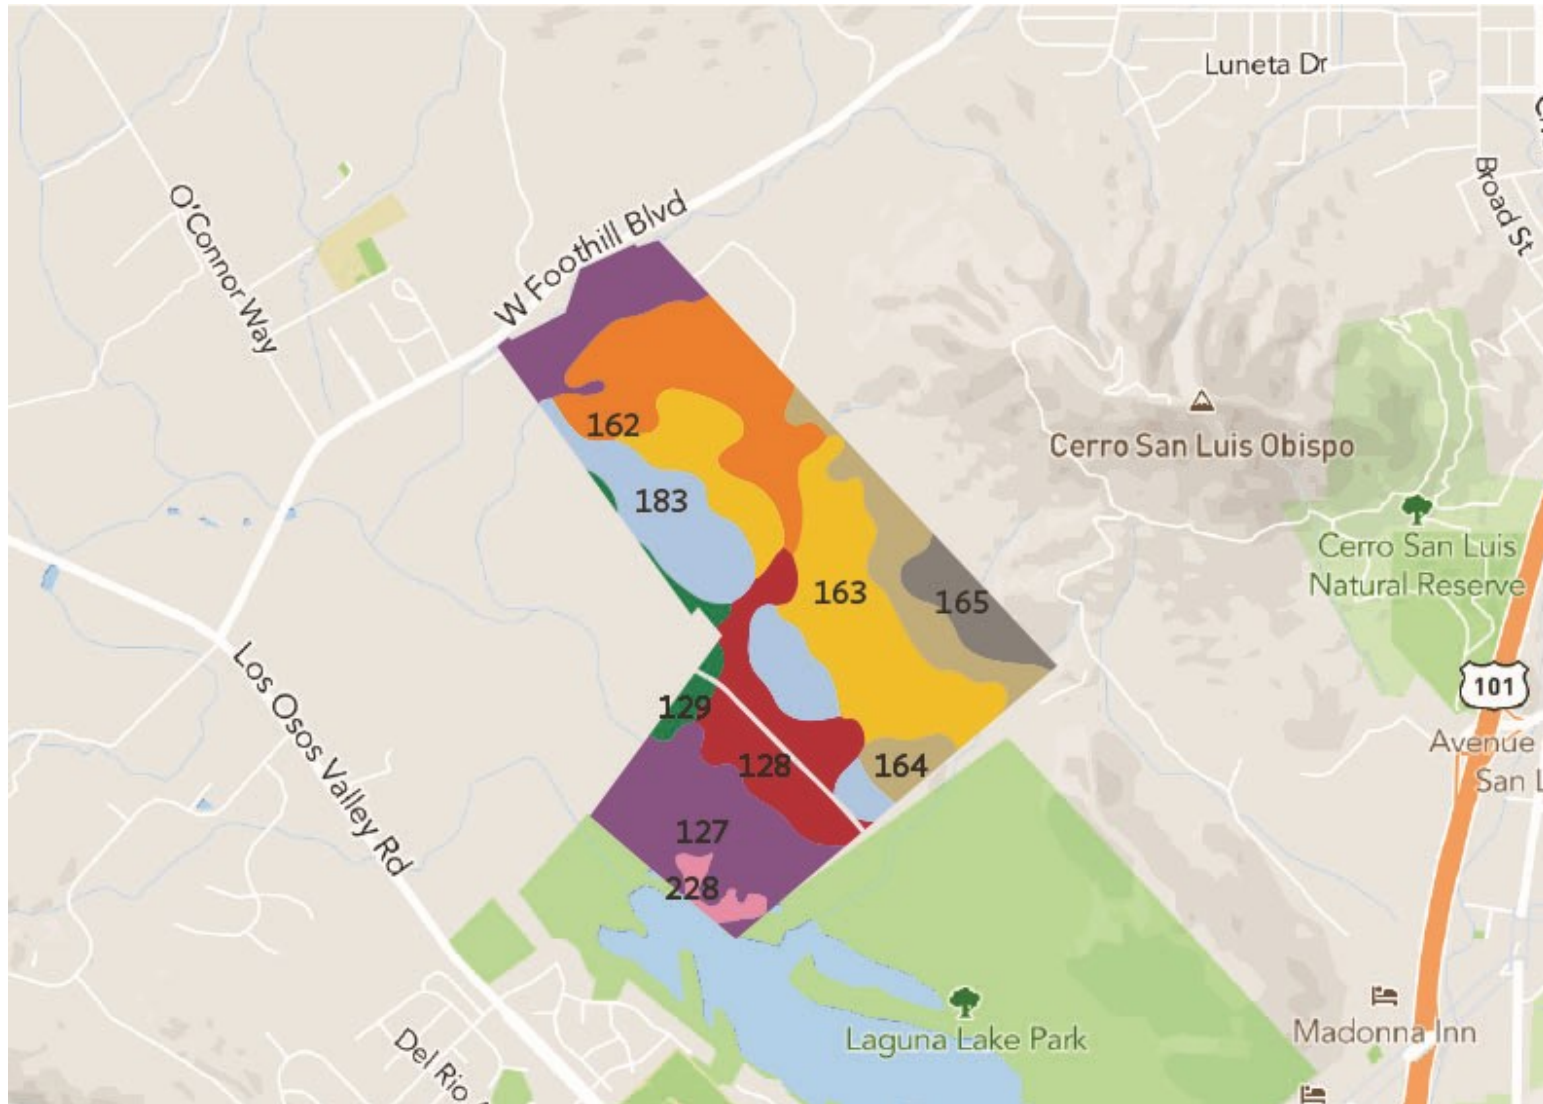 Luneta Dr
Broad St
O'Connor Way
W Foothill Blvd
162
Cerro San Luis Obispo
183
163
165
Cerro San Luis
Natural Reserve
101
Los Osos Valley Rd
129
128
164
Avenue
San L
127
228
Laguna Lake Park
Madonna Inn
Del Rio